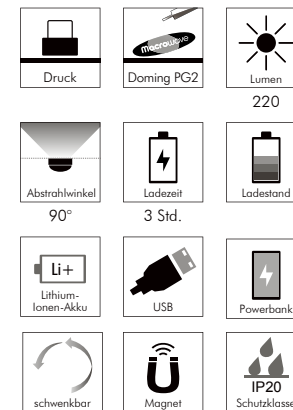 macrowave
Druck
Doming PG2
Lumen
220
Abstrahlwinkel
Ladezeit
Ladestand
90°
3 Std.
Li+
Lithium-
Ionen-Akku
USB
Powerbank
IP20
schwenkbar
Magnet
Schutzklasse